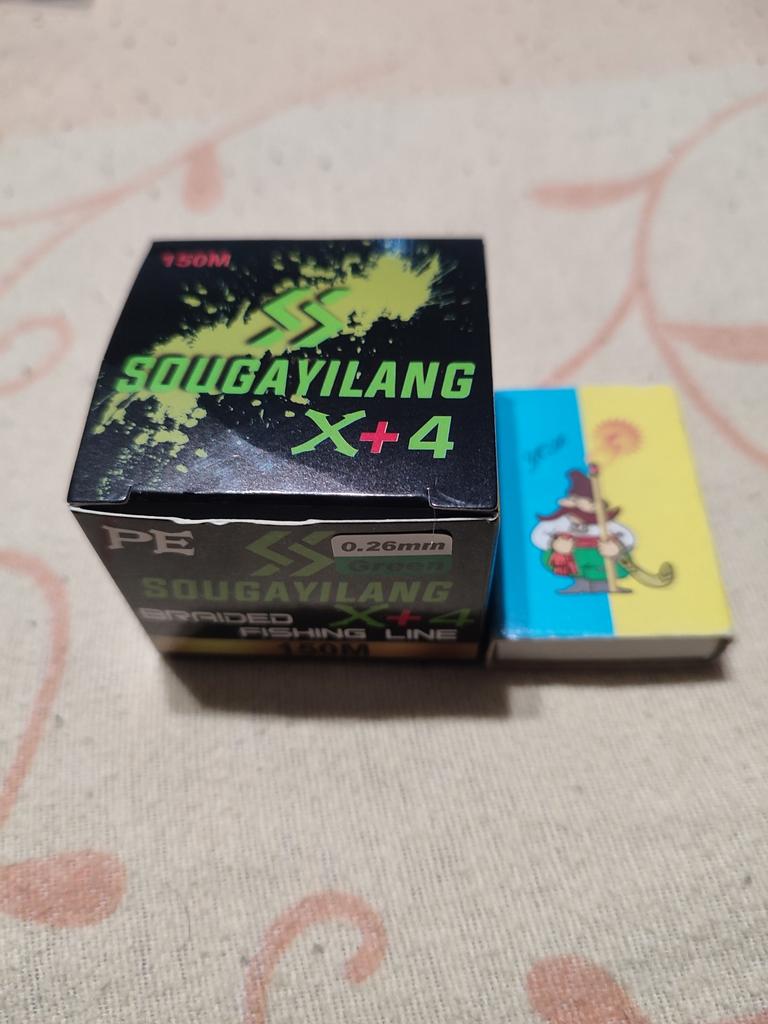 150M
SOUGAYILANG
X+4
PE
0.26mm
Green
SOUGAYILANG
BRAIDED X+4
FISHING LINE
150M